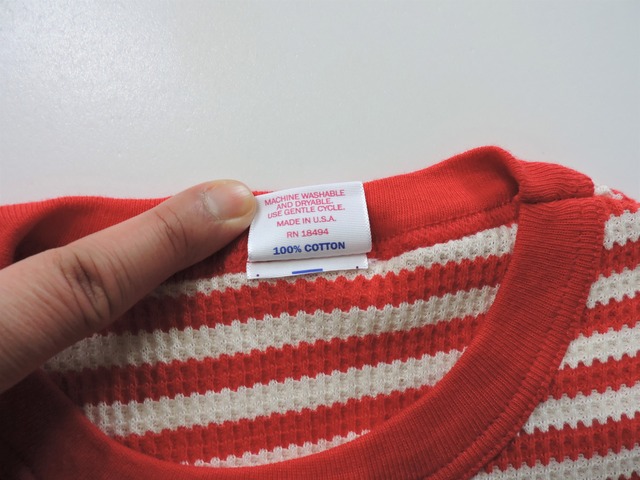 MACHINE WASHABLE
AND DRYABLE.
USE GENTLE CYCLE.
MADE IN U.S.A.
RN 18494
100% COTTON